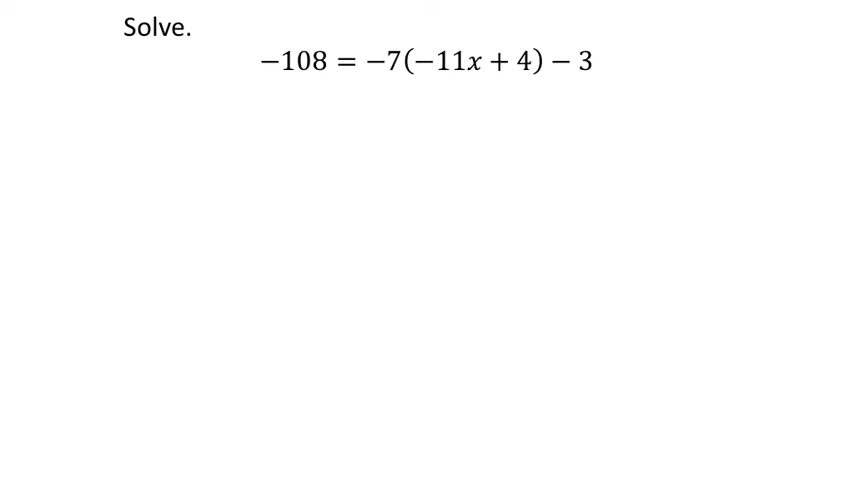 Solve.
−108 = −7(−11x + 4) − 3